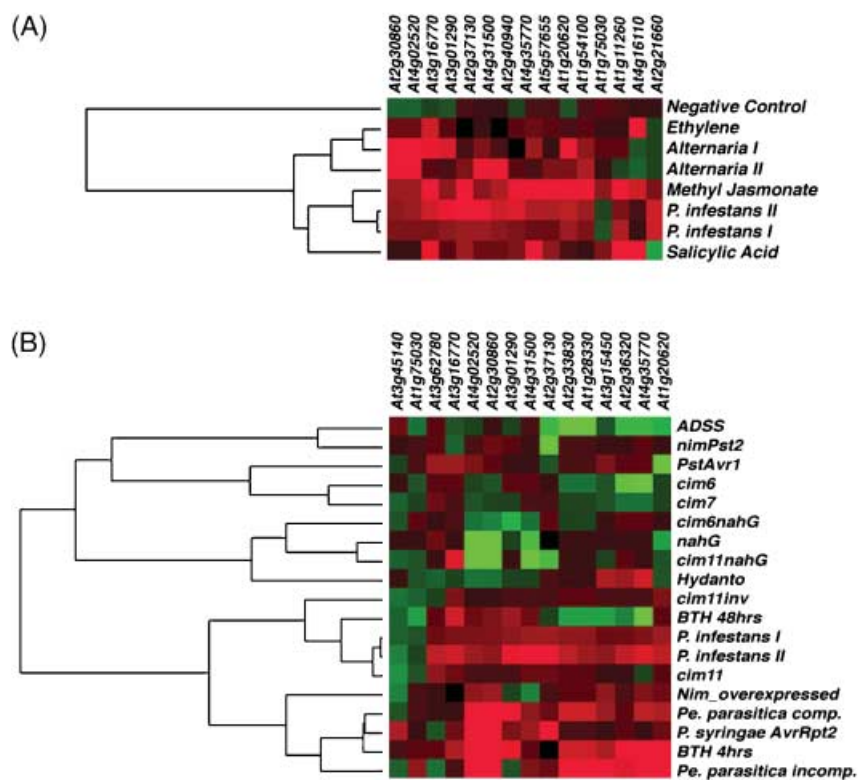 (A)
At2g30860
At4g02520
At3g16770
At3g01290
At2g37130
At4g31500
At2g40940
At4g35770
At5g57655
At1g20620
At1g54100
At1g75030
At1g11260
At4g16110
At2g21660
Negative Control
Ethylene
Alternaria I
Alternaria II
Methyl Jasmonate
P. infestans II
P. infestans I
Salicylic Acid
(B)
At3g45140
At1g75030
At3g62780
At3g16770
At4g02520
At2g30860
At3g01290
At4g31500
At2g37130
At2g33830
At1g28330
At3g15450
At2g36320
At4g35770
At1g20620
ADSS
nimPst2
PstAvr1
cim6
cim7
cim6nahG
nahG
cim11nahG
Hydanto
cim11inv
BTH 48hrs
P. infestans I
P. infestans II
cim11
Nim_overexpressed
Pe. parasitica comp.
P. syringae AvrRpt2
BTH 4hrs
Pe. parasitica incomp.